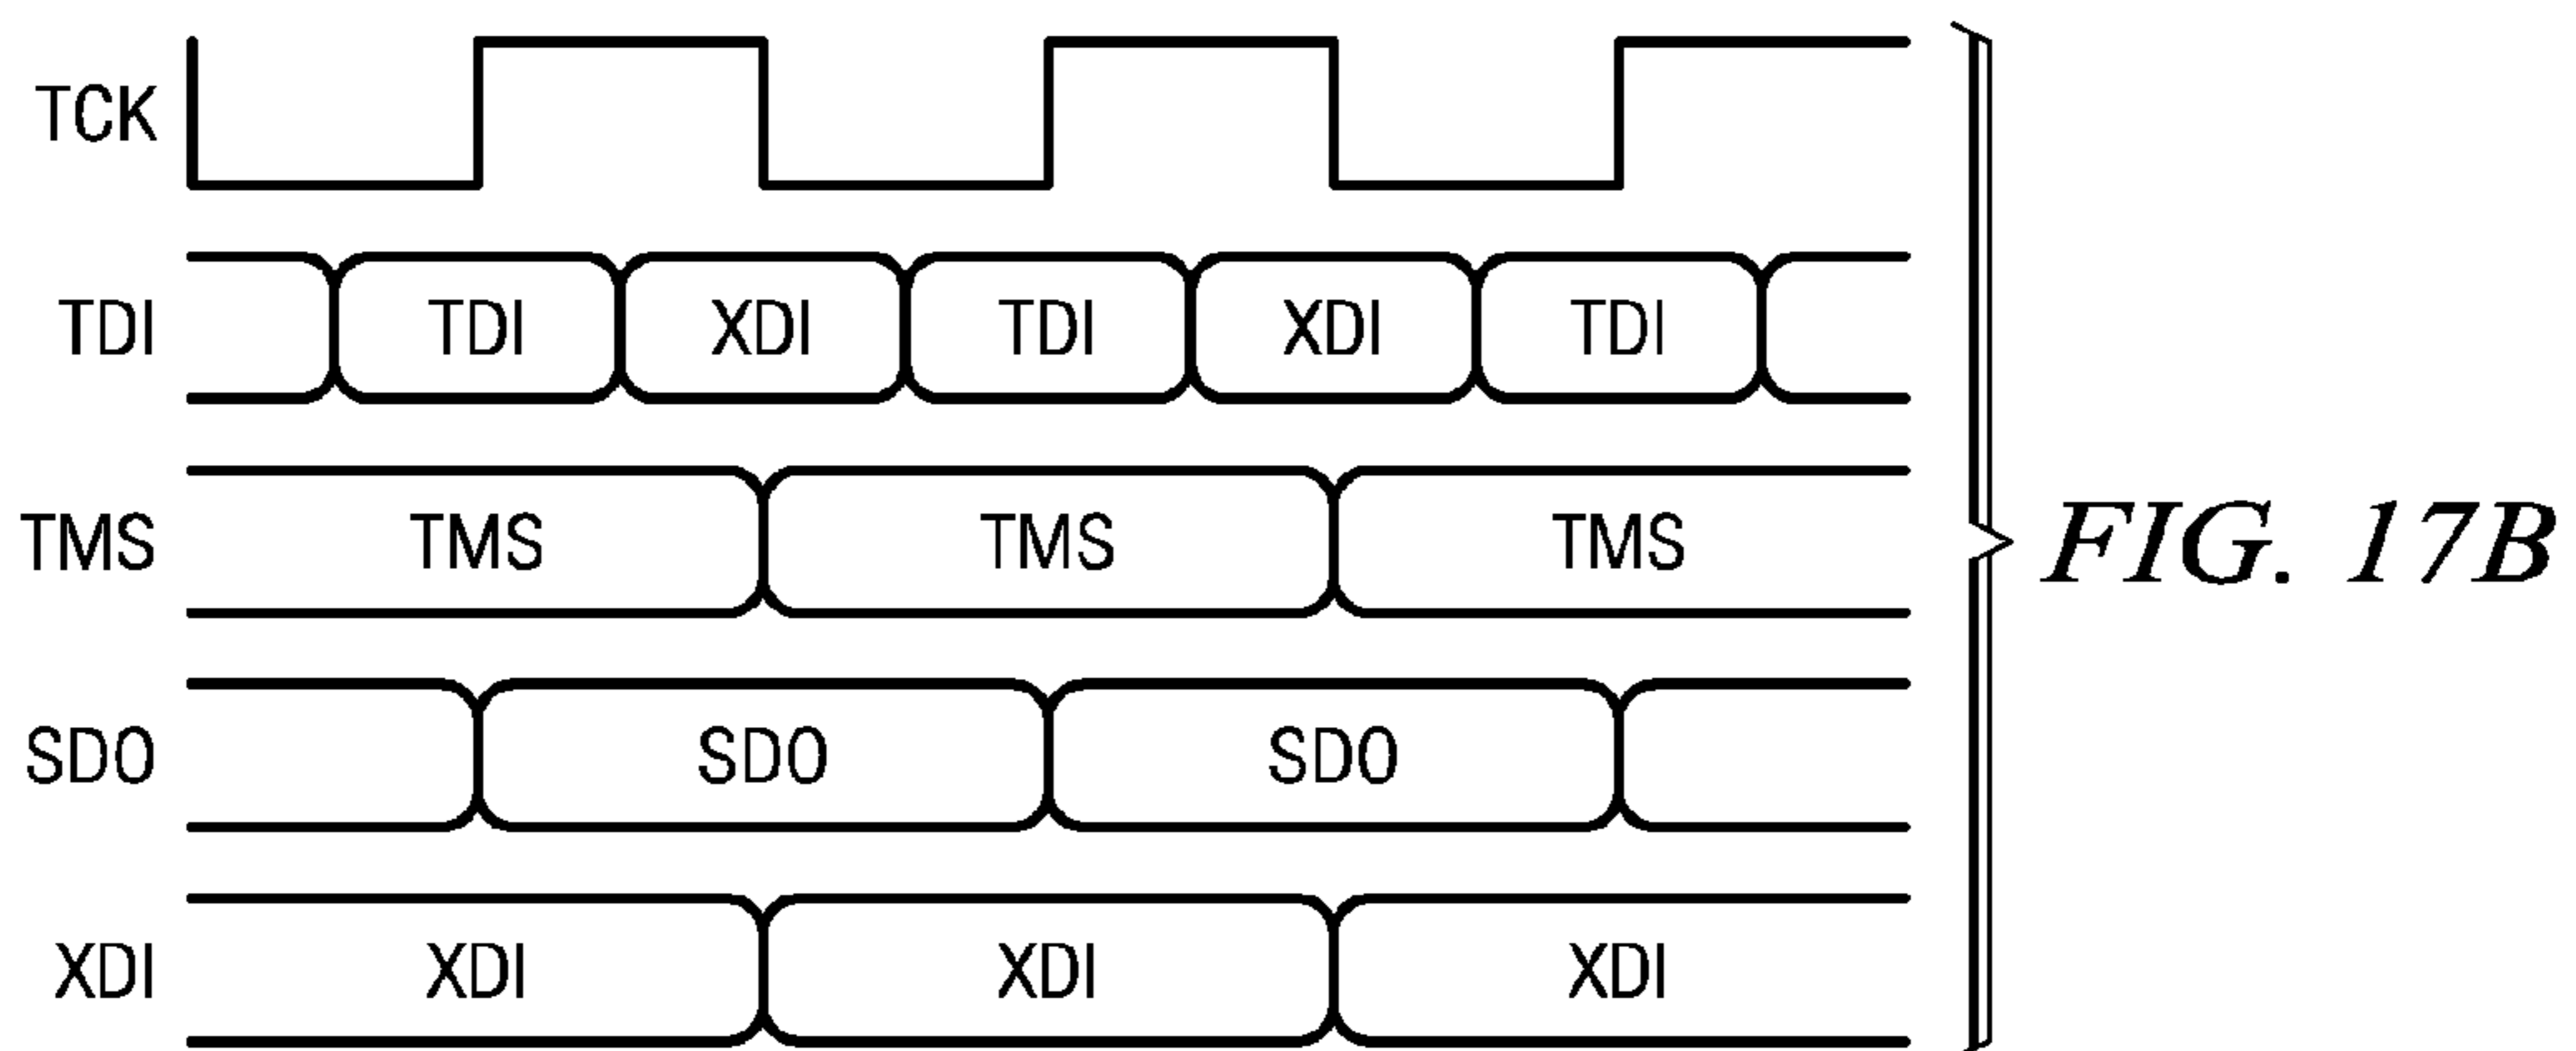 TCK
TDI TDI XDI TDI XDI TDI
TMS TMS TMS TMS
SDO SDO SDO
XDI XDI XDI XDI
FIG. 17B